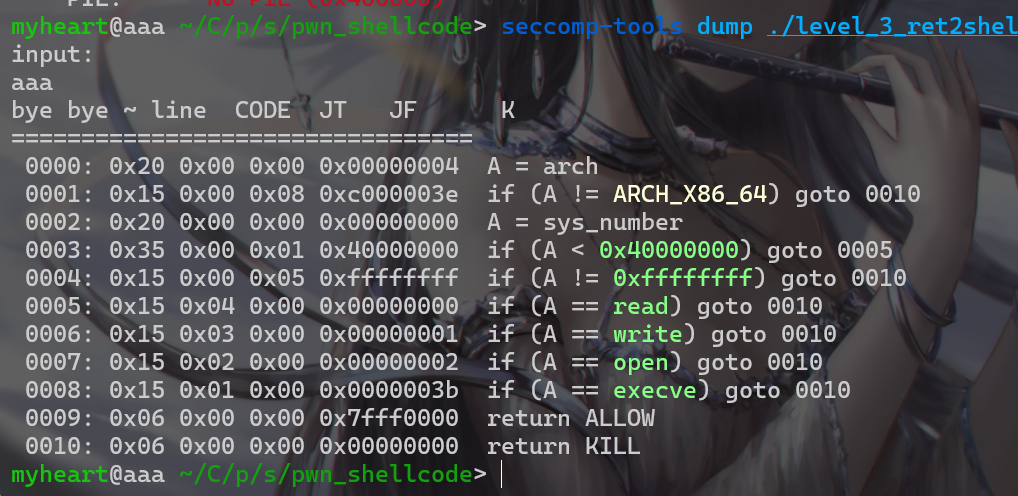 PIE:      No PIE (0x400000)
myheart@aaa ~/C/p/s/pwn_shellcode> seccomp-tools dump ./level_3_ret2shel
input:
aaa
bye bye ~ line  CODE  JT   JF      K
=================================
 0000: 0x20 0x00 0x00 0x00000004  A = arch
 0001: 0x15 0x00 0x08 0xc000003e  if (A != ARCH_X86_64) goto 0010
 0002: 0x20 0x00 0x00 0x00000000  A = sys_number
 0003: 0x35 0x00 0x01 0x40000000  if (A < 0x40000000) goto 0005
 0004: 0x15 0x00 0x05 0xffffffff  if (A != 0xffffffff) goto 0010
 0005: 0x15 0x04 0x00 0x00000000  if (A == read) goto 0010
 0006: 0x15 0x03 0x00 0x00000001  if (A == write) goto 0010
 0007: 0x15 0x02 0x00 0x00000002  if (A == open) goto 0010
 0008: 0x15 0x01 0x00 0x0000003b  if (A == execve) goto 0010
 0009: 0x06 0x00 0x00 0x7fff0000  return ALLOW
 0010: 0x06 0x00 0x00 0x00000000  return KILL
myheart@aaa ~/C/p/s/pwn_shellcode>